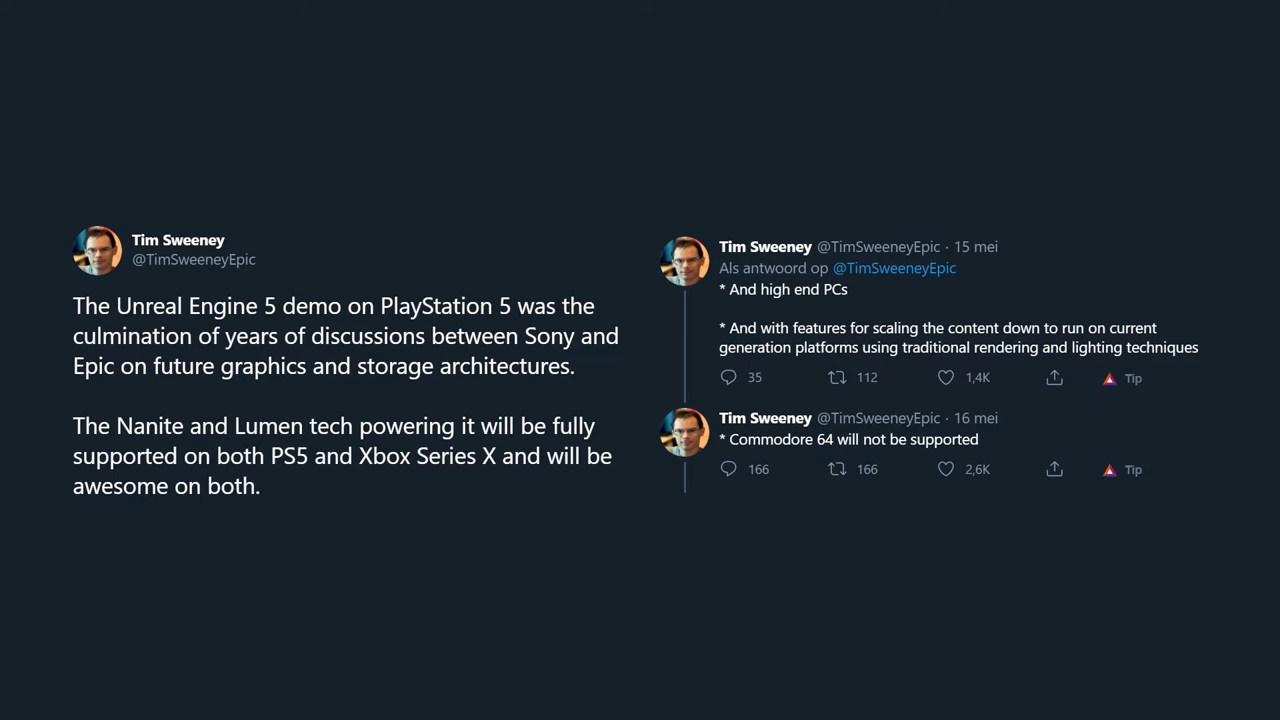 Tim Sweeney
@TimSweeneyEpic
The Unreal Engine 5 demo on PlayStation 5 was the
culmination of years of discussions between Sony and
Epic on future graphics and storage architectures.
The Nanite and Lumen tech powering it will be fully
supported on both PS5 and Xbox Series X and will be
awesome on both.
Tim Sweeney @TimSweeneyEpic · 15 mei
Als antwoord op @TimSweeneyEpic
* And high end PCs
* And with features for scaling the content down to run on current
generation platforms using traditional rendering and lighting techniques
35 112 1,4K Tip
Tim Sweeney @TimSweeneyEpic · 16 mei
* Commodore 64 will not be supported
166 166 2,6K Tip